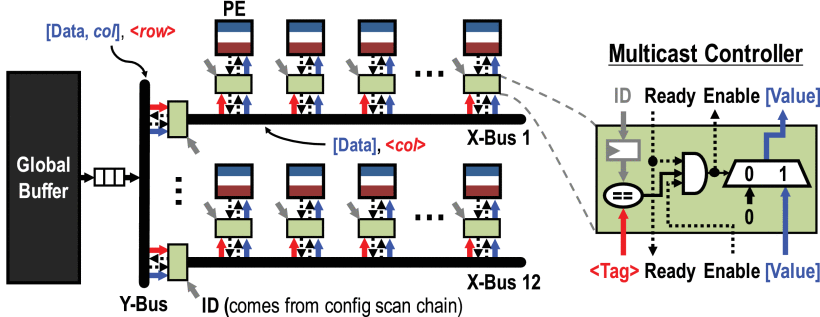 [Data, col], <row>
PE
Global
Buffer
[Data], <col>
X-Bus 1
X-Bus 12
Y-Bus
ID (comes from config scan chain)
Multicast Controller
ID Ready Enable [Value]
==
0 1
0
<Tag> Ready Enable [Value]